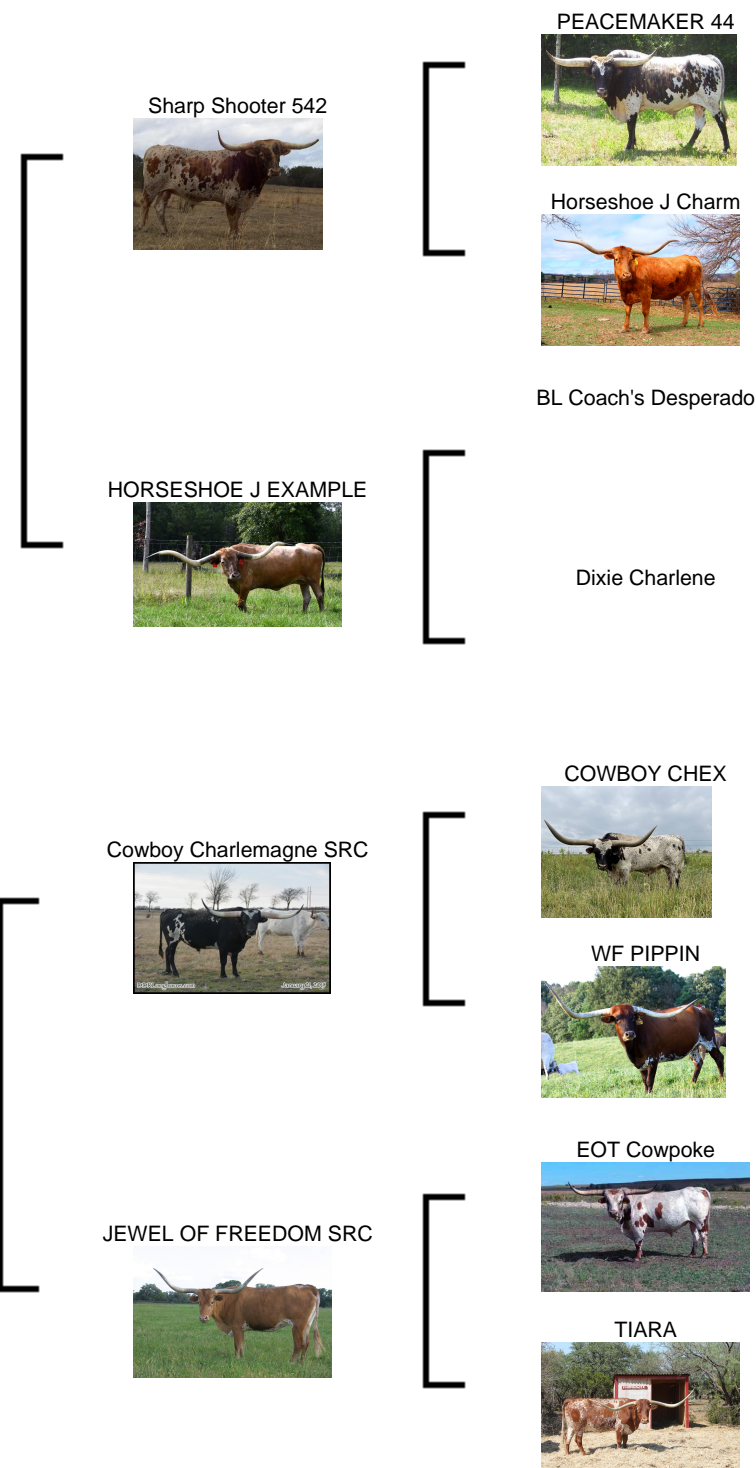 PEACEMAKER 44
Sharp Shooter 542
Horseshoe J Charm
BL Coach's Desperado
HORSESHOE J EXAMPLE
Dixie Charlene
COWBOY CHEX
Cowboy Charlemagne SRC
WF PIPPIN
EOT Cowpoke
JEWEL OF FREEDOM SRC
TIARA